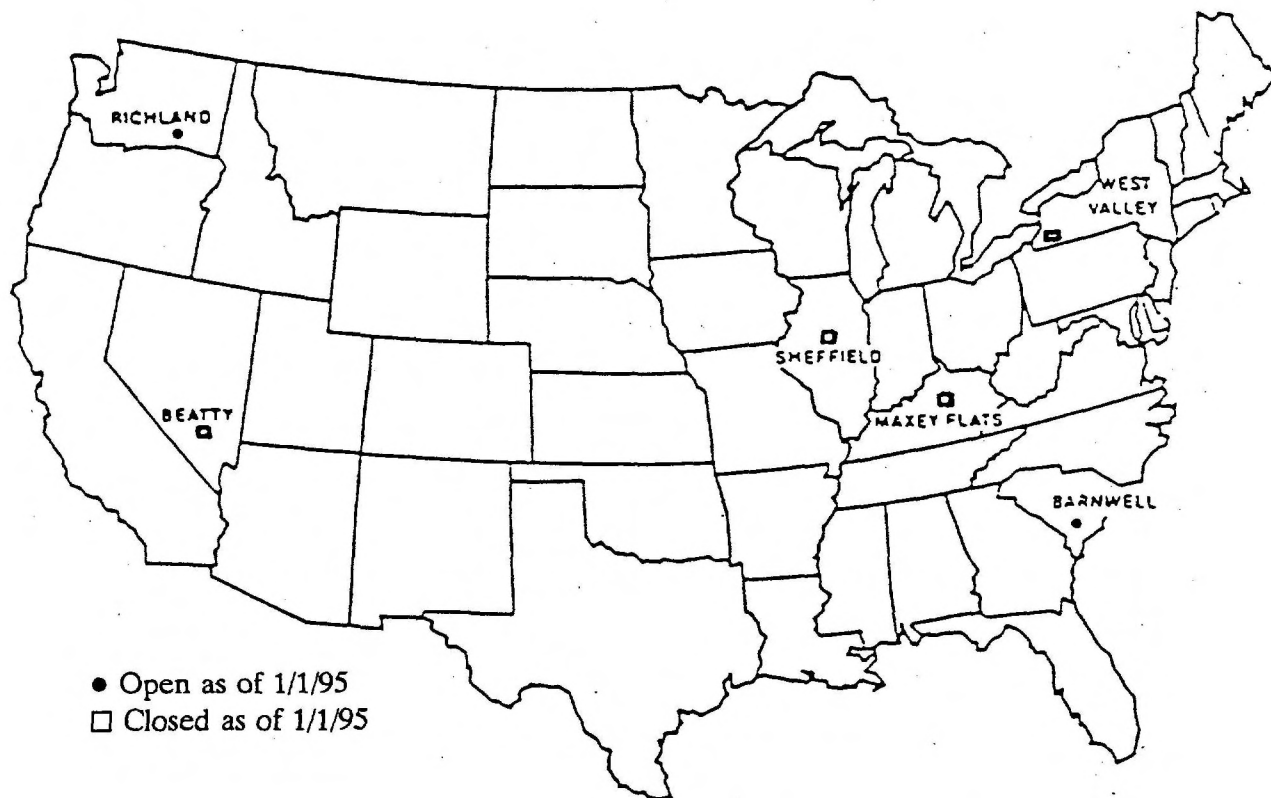 RICHLAND
WEST
VALLEY
SHEFFIELD
BEATTY
MAXEY FLATS
BARNWELL
● Open as of 1/1/95
□ Closed as of 1/1/95